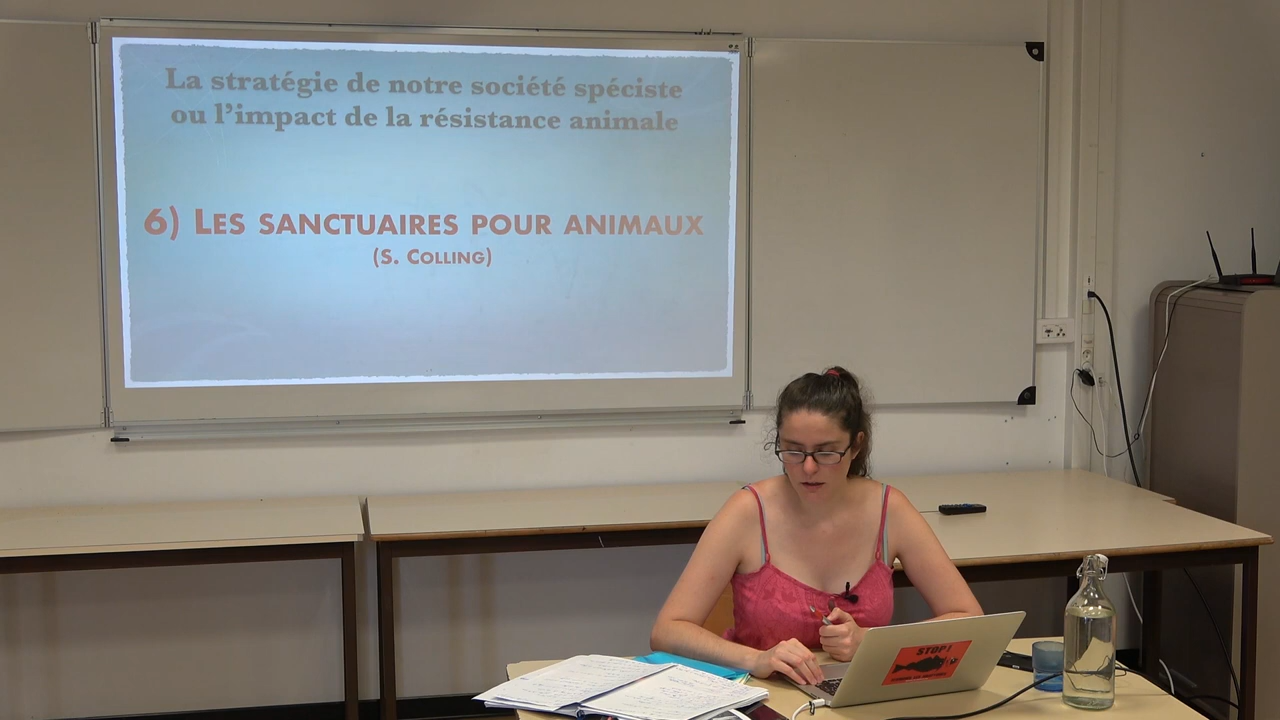 La stratégie de notre société spéciste
ou l'impact de la résistance animale
6) LES SANCTUAIRES POUR ANIMAUX
(S. COLLING)
STOP!